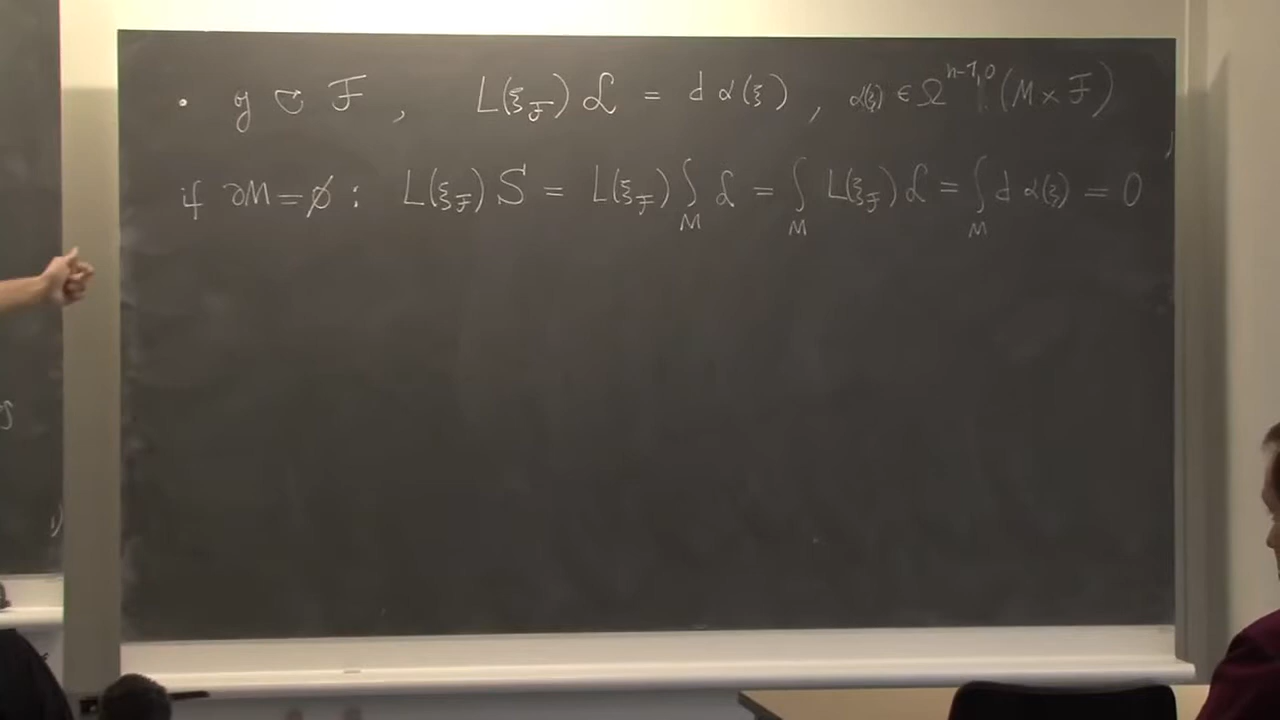 • 𝔤 ↻ ℱ , L(ξ_ℱ) ℒ = d α(ξ) , α(ξ) ∈ Ω^{n-1,0} (M × ℱ)
if ∂M = ∅ : L(ξ_ℱ) S = L(ξ_ℱ) ∫_M ℒ = ∫_M L(ξ_ℱ) ℒ = ∫_M d α(ξ) = 0